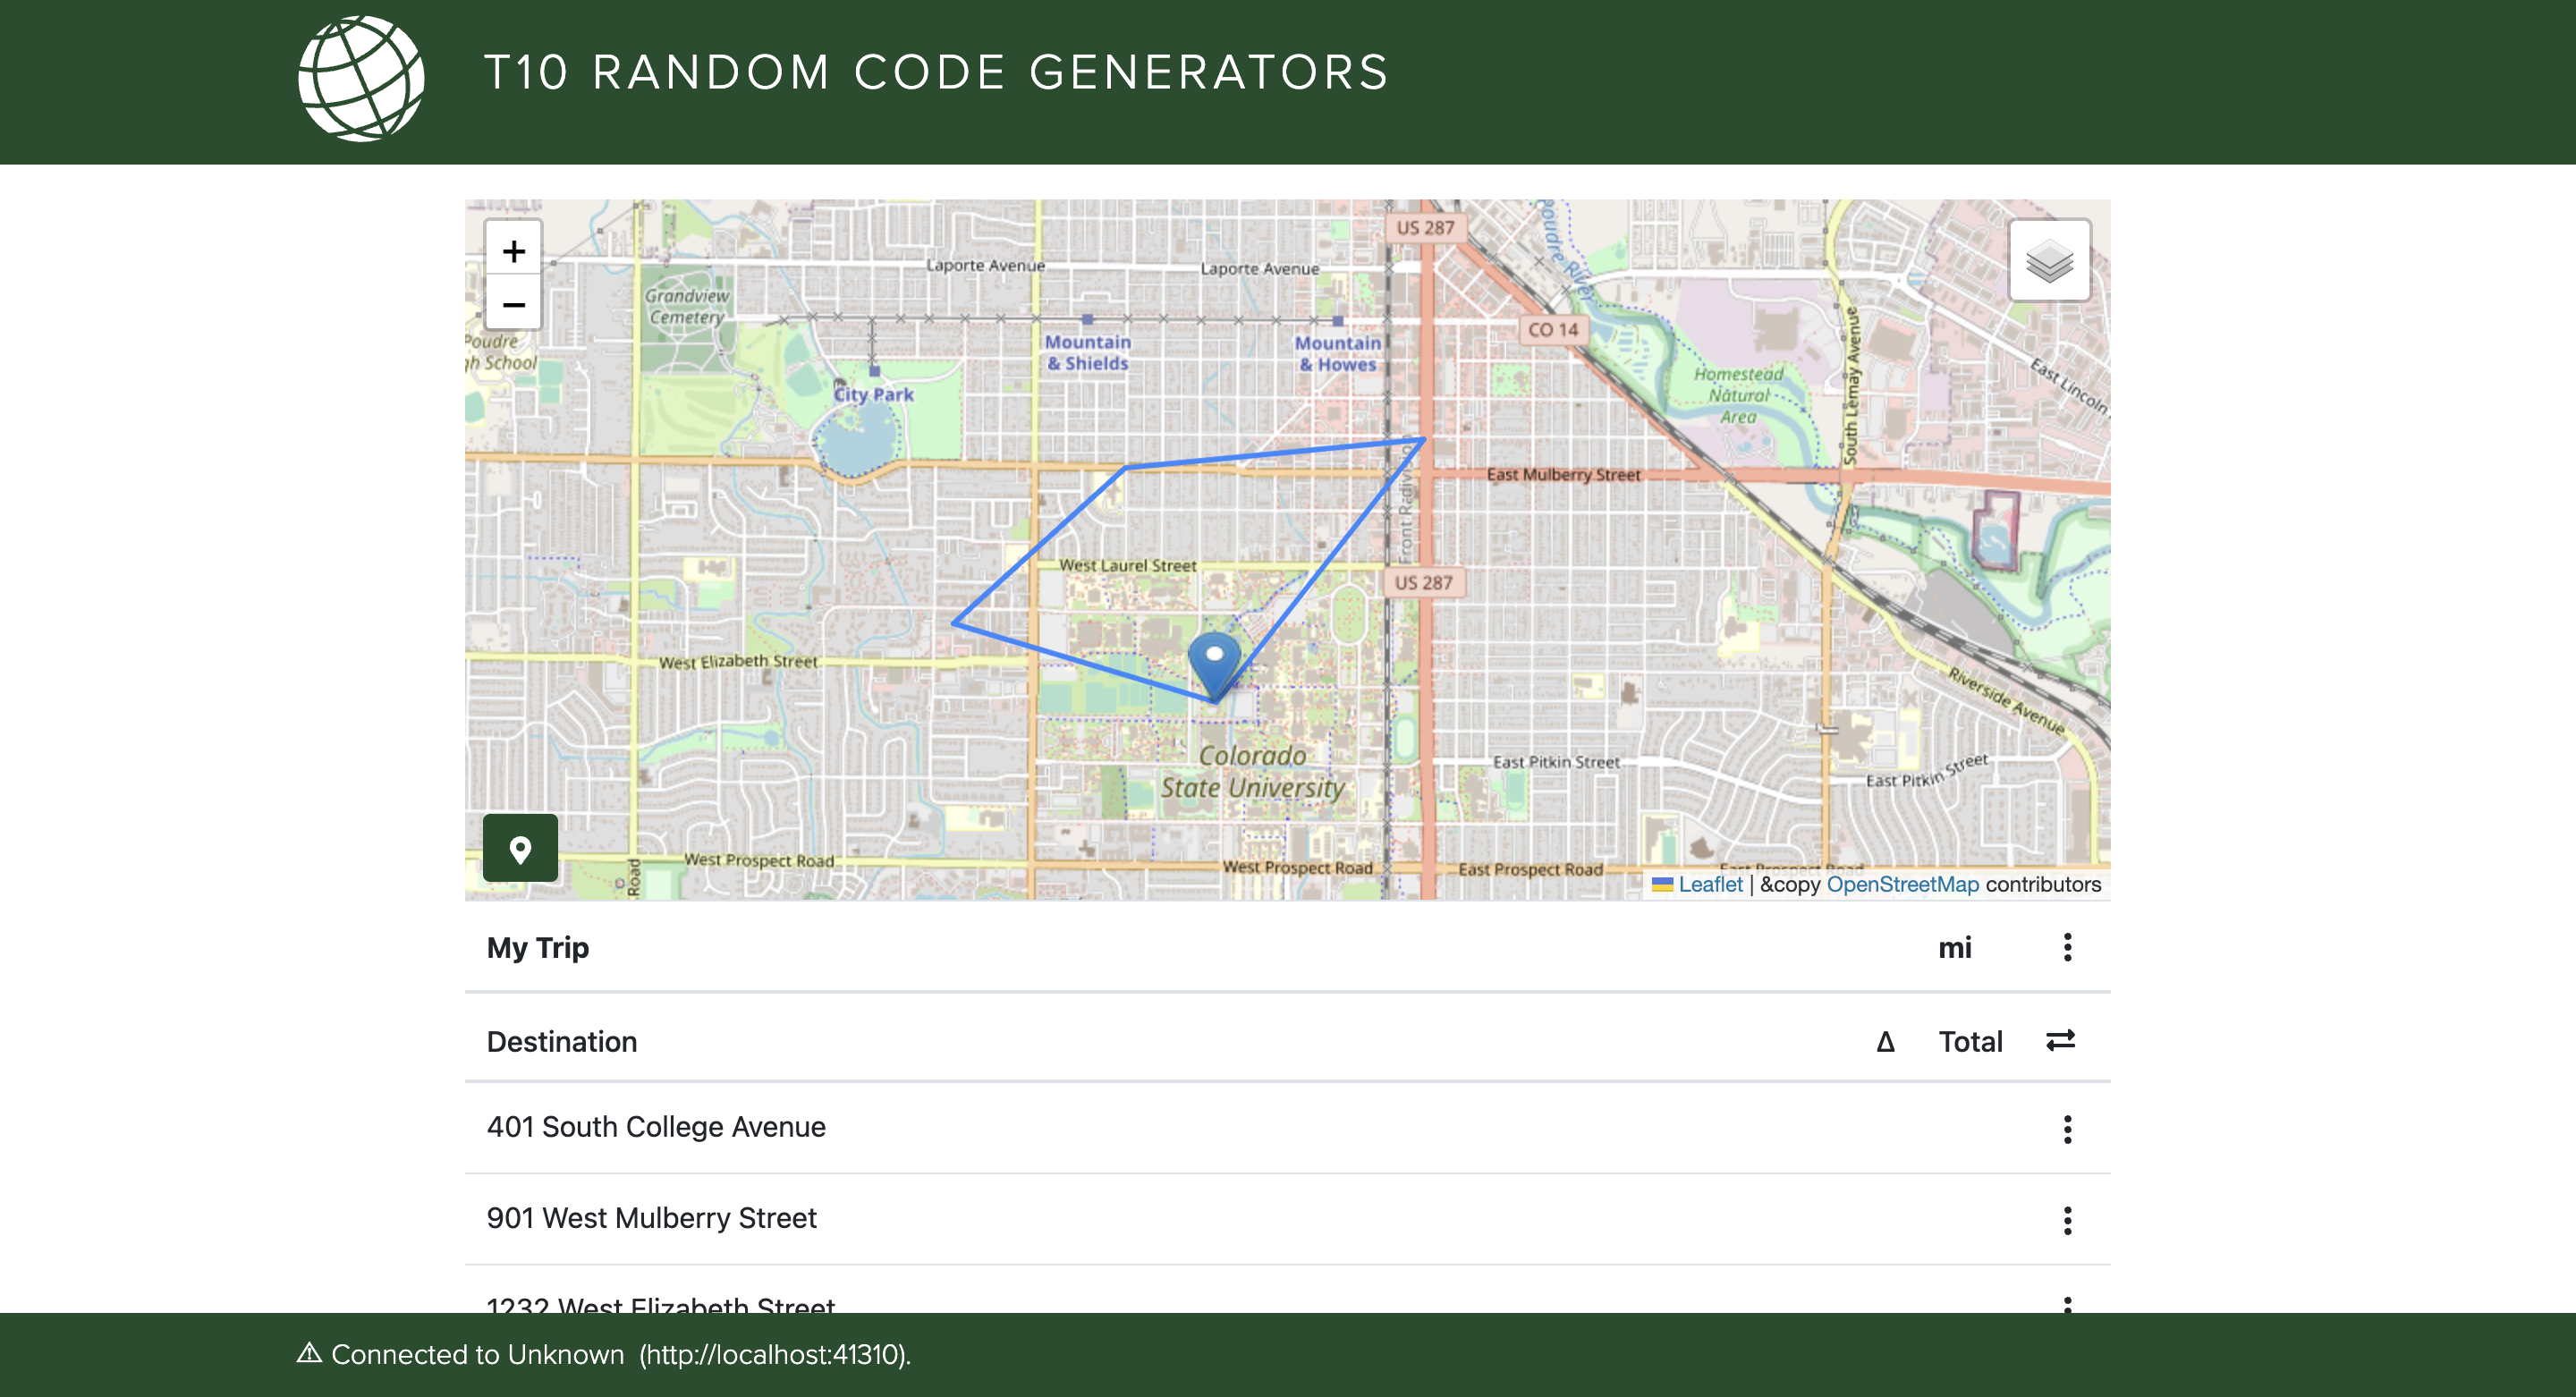 T10 RANDOM CODE GENERATORS
+
−
US 287
Laporte Avenue
Laporte Avenue
Poudre River
Grandview
Cemetery
CO 14
Poudre
gh School
Mountain
& Shields
Mountain
& Howes
City Park
Homestead
Natural
Area
South Lemay Avenue
East Lincoln
East Mulberry Street
West Laurel Street
US 287
West Elizabeth Street
Riverside Avenue
Colorado
State University
East Pitkin Street
East Pitkin Street
West Prospect Road
West Prospect Road
East Prospect Road
East Prospect Road
Road
Leaflet | &copy OpenStreetMap contributors
My Trip mi
Destination Δ Total
401 South College Avenue
901 West Mulberry Street
1232 West Elizabeth Street
⚠ Connected to Unknown (http://localhost:41310).